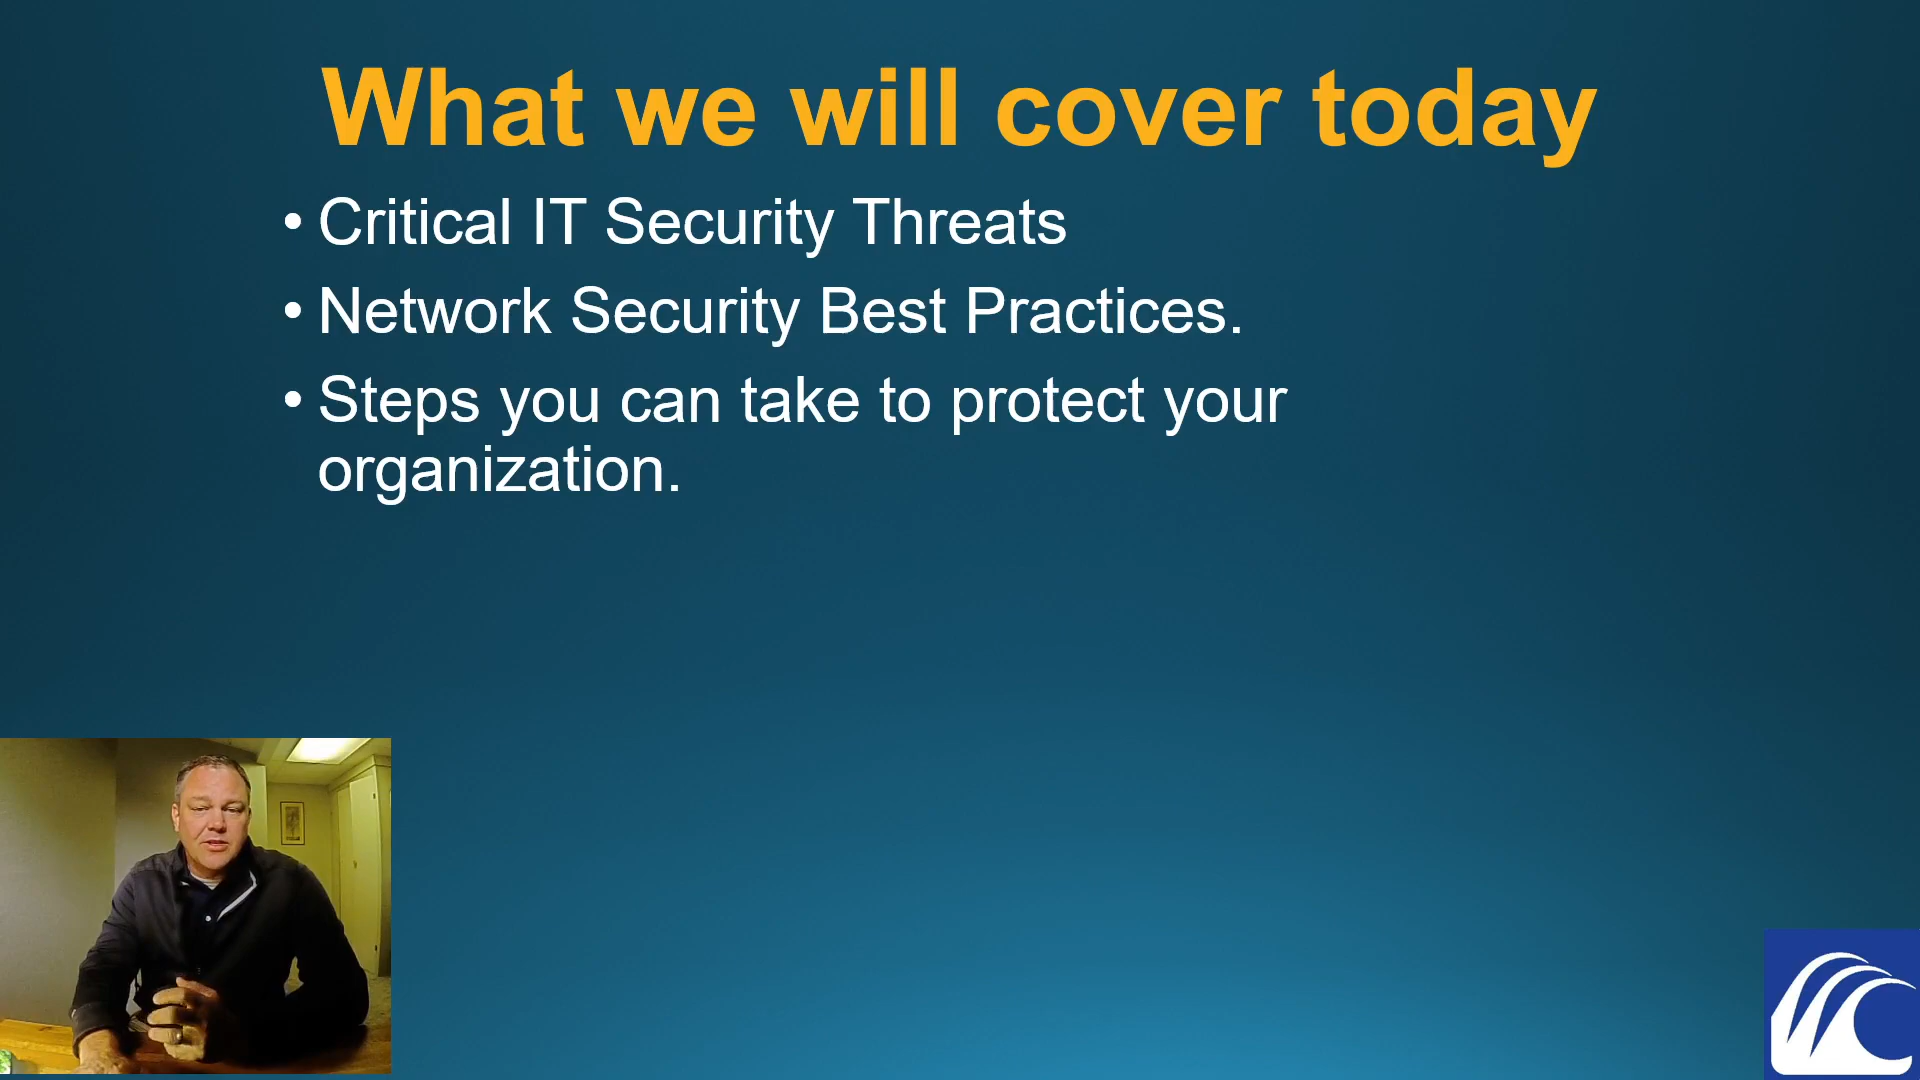 What we will cover today
• Critical IT Security Threats
• Network Security Best Practices.
• Steps you can take to protect your
organization.